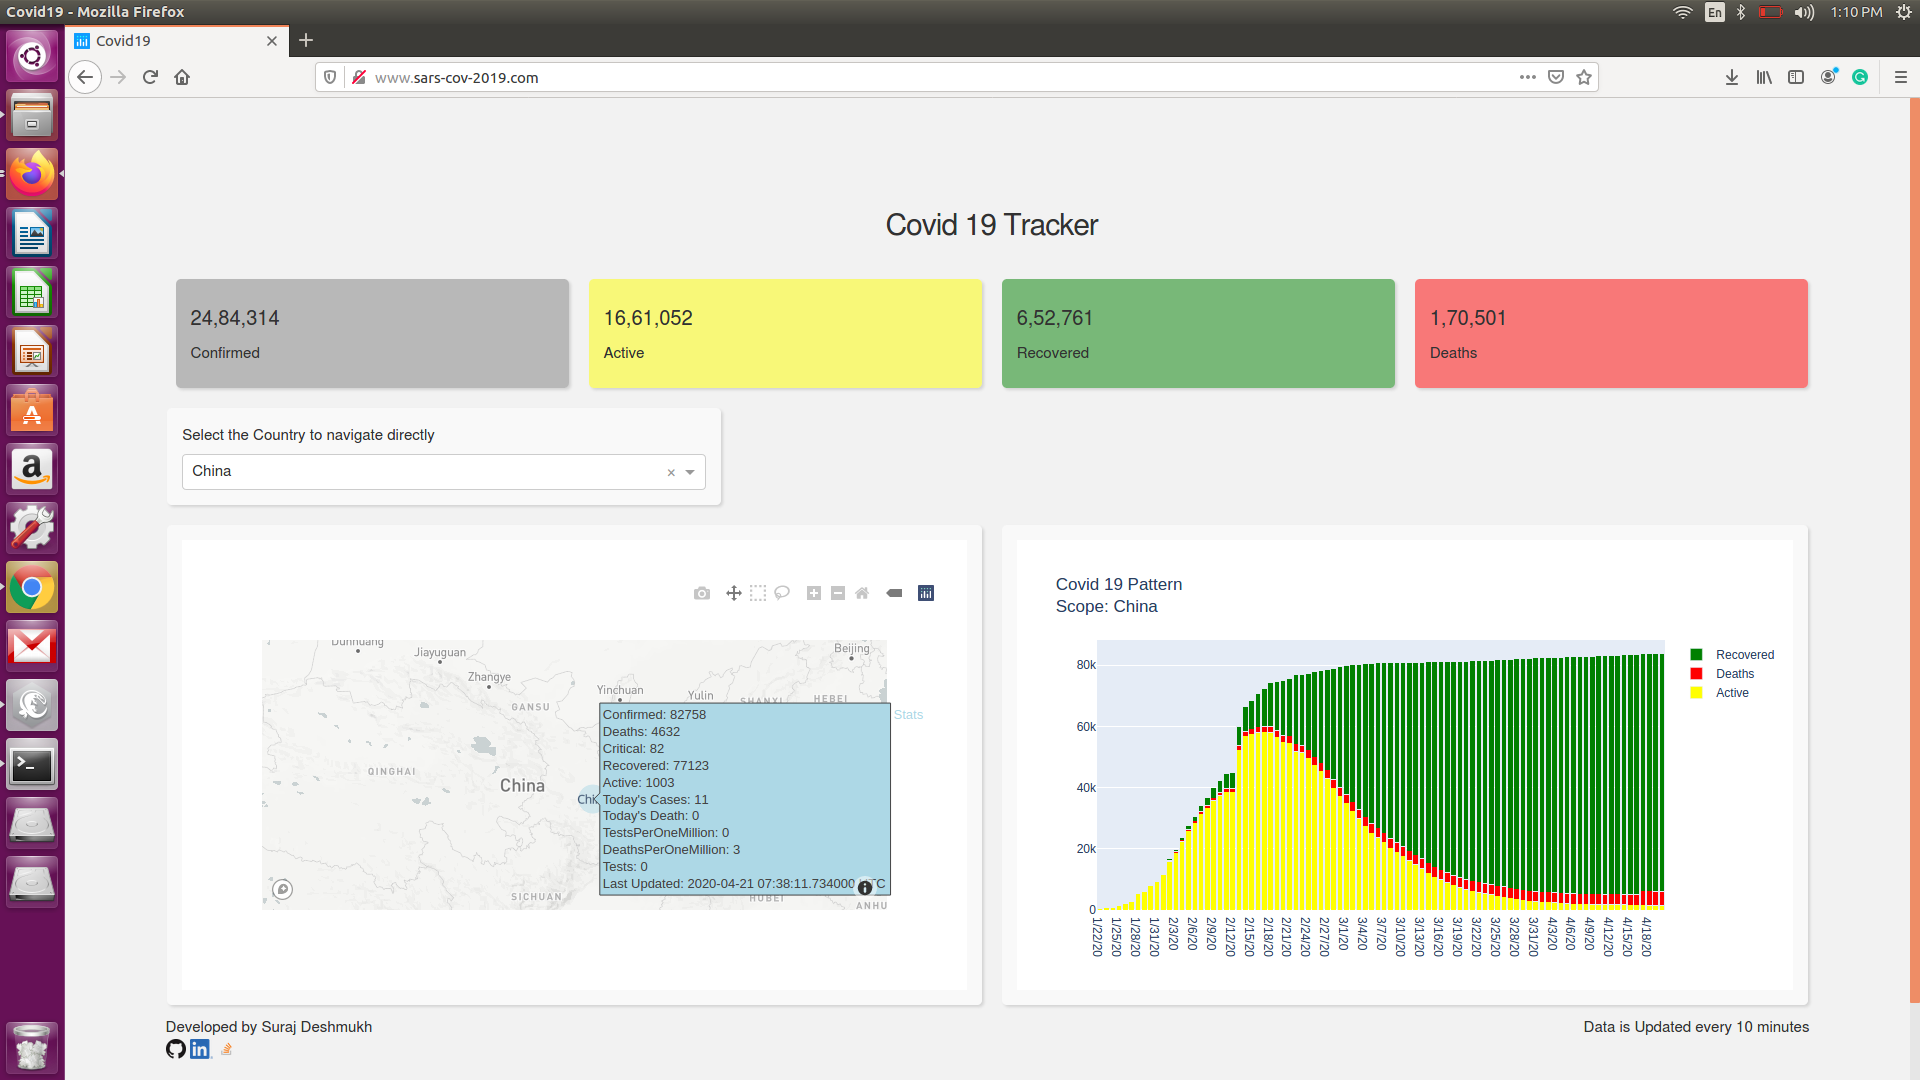 Covid19 - Mozilla Firefox
En
1:10 PM
Covid19
www.sars-cov-2019.com
Covid 19 Tracker
24,84,314
Confirmed
16,61,052
Active
6,52,761
Recovered
1,70,501
Deaths
Select the Country to navigate directly
China
Dunhuang
Jiayuguan
Zhangye
Yinchuan
Yulin
Beijing
GANSU
SHANXI
HEBEI
QINGHAI
China
SICHUAN
HUBEI
ANHU
Confirmed: 82758
Deaths: 4632
Critical: 82
Recovered: 77123
Active: 1003
Today's Cases: 11
Today's Death: 0
TestsPerOneMillion: 0
DeathsPerOneMillion: 3
Tests: 0
Last Updated: 2020-04-21 07:38:11.734000
Stats
Covid 19 Pattern
Scope: China
Recovered
Deaths
Active
80k
60k
40k
20k
0
1/22/20
1/25/20
1/28/20
1/31/20
2/3/20
2/6/20
2/9/20
2/12/20
2/15/20
2/18/20
2/21/20
2/24/20
2/27/20
3/1/20
3/4/20
3/7/20
3/10/20
3/13/20
3/16/20
3/19/20
3/22/20
3/25/20
3/28/20
3/31/20
4/3/20
4/6/20
4/9/20
4/12/20
4/15/20
4/18/20
Developed by Suraj Deshmukh
Data is Updated every 10 minutes